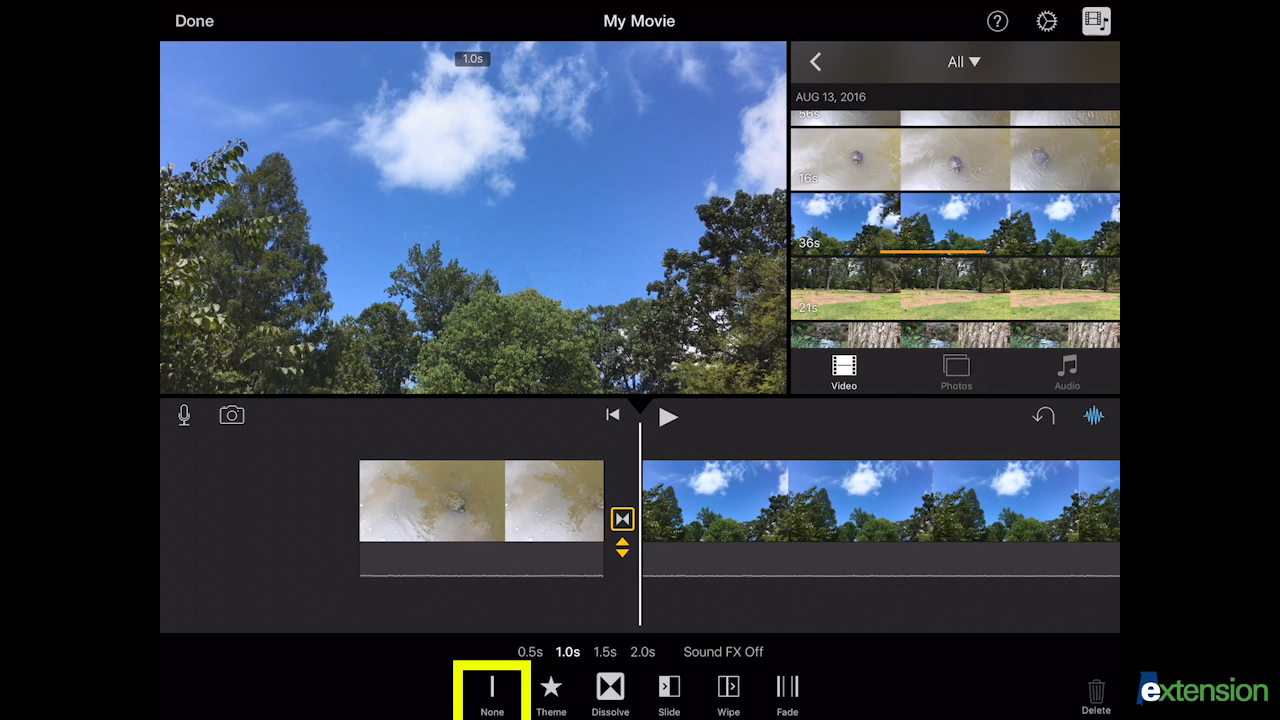 Done
My Movie
?
1.0s
All
AUG 13, 2016
56s
16s
36s
21s
Video
Photos
Audio
0.5s 1.0s 1.5s 2.0s Sound FX Off
None Theme Dissolve Slide Wipe Fade
Delete
extension